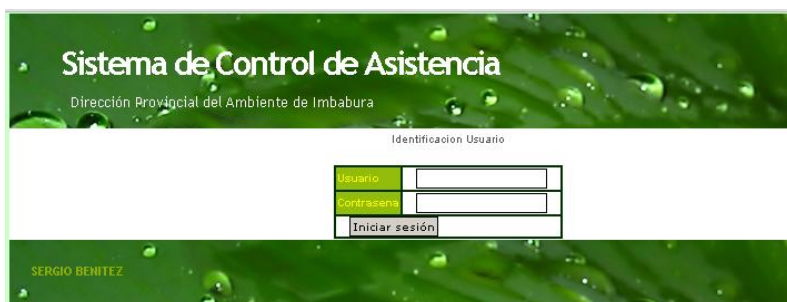 Sistema de Control de Asistencia
Dirección Provincial del Ambiente de Imbabura
Identificacion Usuario
Usuario
Contrasena
Iniciar sesión
SERGIO BENITEZ